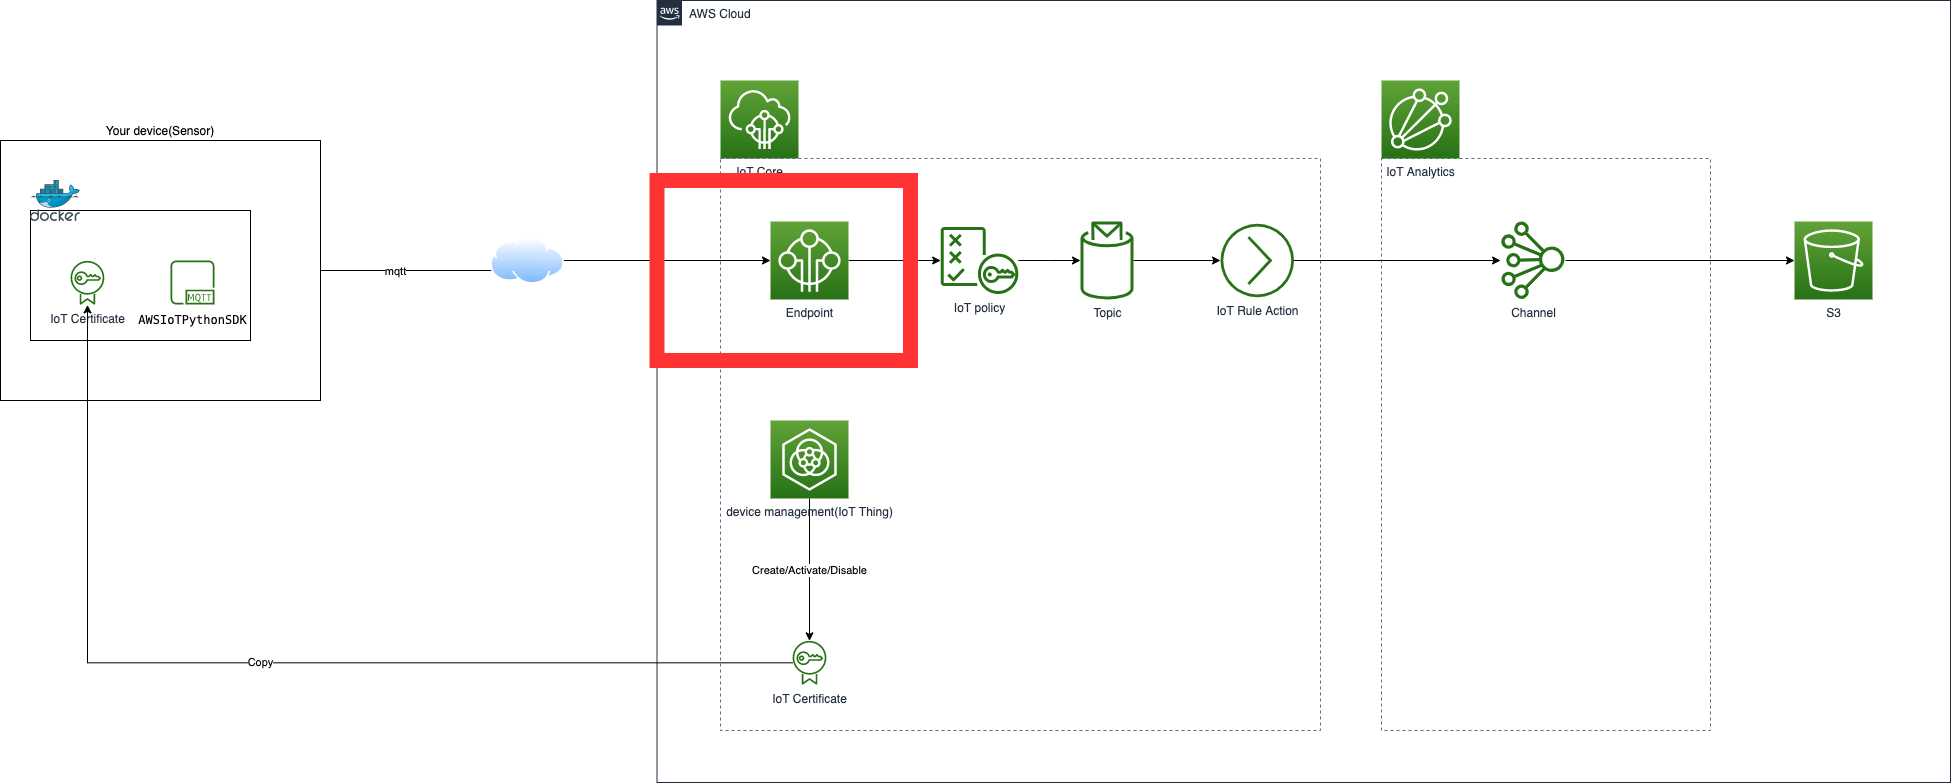 aws
AWS Cloud
Your device(Sensor)
docker
IoT Certificate
MQTT
AWSIoTPythonSDK
mqtt
IoT Core
Endpoint
IoT policy
Topic
IoT Rule Action
IoT Analytics
Channel
S3
device management(IoT Thing)
Create/Activate/Disable
Copy
IoT Certificate